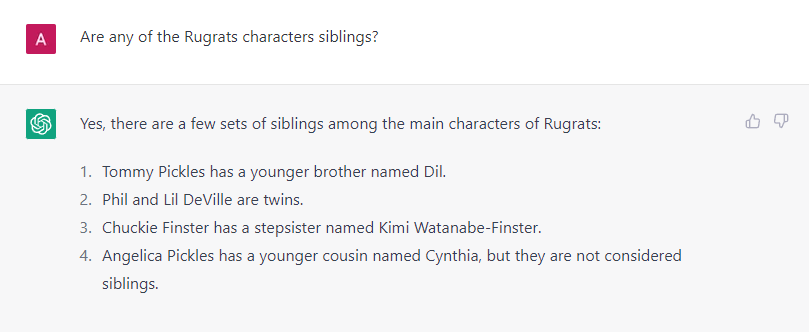 A
Are any of the Rugrats characters siblings?
Yes, there are a few sets of siblings among the main characters of Rugrats:
1. Tommy Pickles has a younger brother named Dil.
2. Phil and Lil DeVille are twins.
3. Chuckie Finster has a stepsister named Kimi Watanabe-Finster.
4. Angelica Pickles has a younger cousin named Cynthia, but they are not considered
siblings.